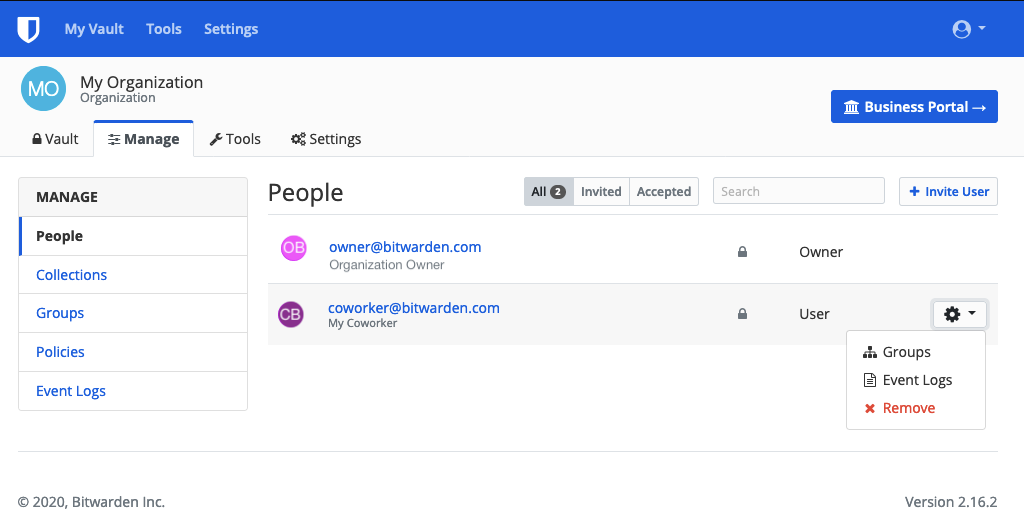 My Vault Tools Settings
MO
My Organization
Organization
Business Portal →
Vault Manage Tools Settings
MANAGE
People
Collections
Groups
Policies
Event Logs
People
All 2 Invited Accepted
Search
+ Invite User
OB
owner@bitwarden.com
Organization Owner
Owner
CB
coworker@bitwarden.com
My Coworker
User
Groups
Event Logs
Remove
© 2020, Bitwarden Inc.
Version 2.16.2